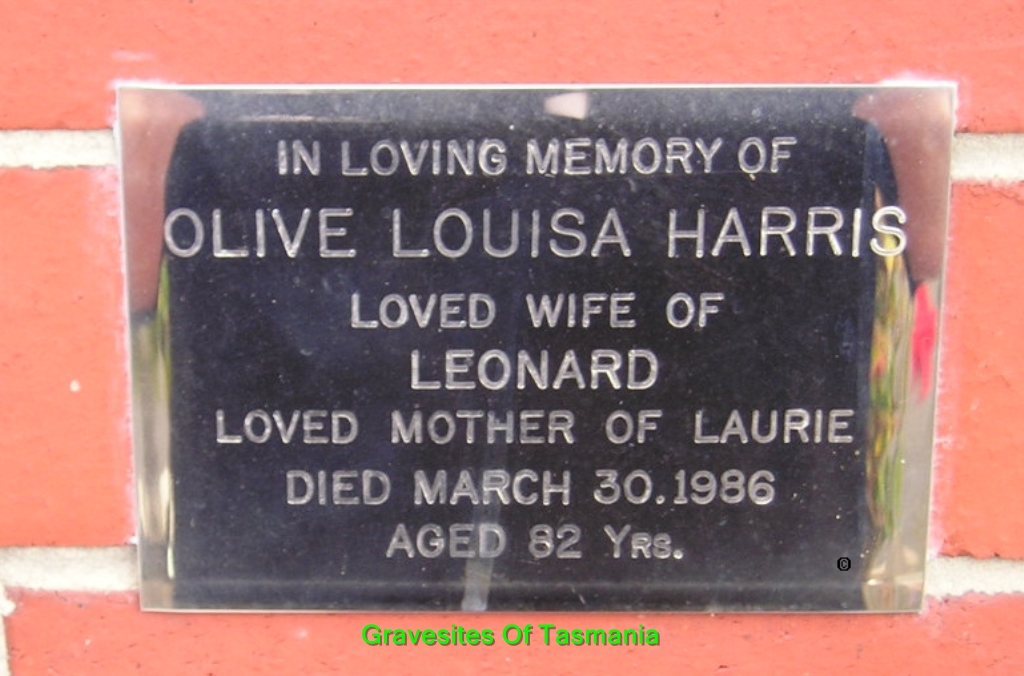 IN LOVING MEMORY OF
OLIVE LOUISA HARRIS
LOVED WIFE OF
LEONARD
LOVED MOTHER OF LAURIE
DIED MARCH 30.1986
AGED 82 YRS.
©
Gravesites Of Tasmania